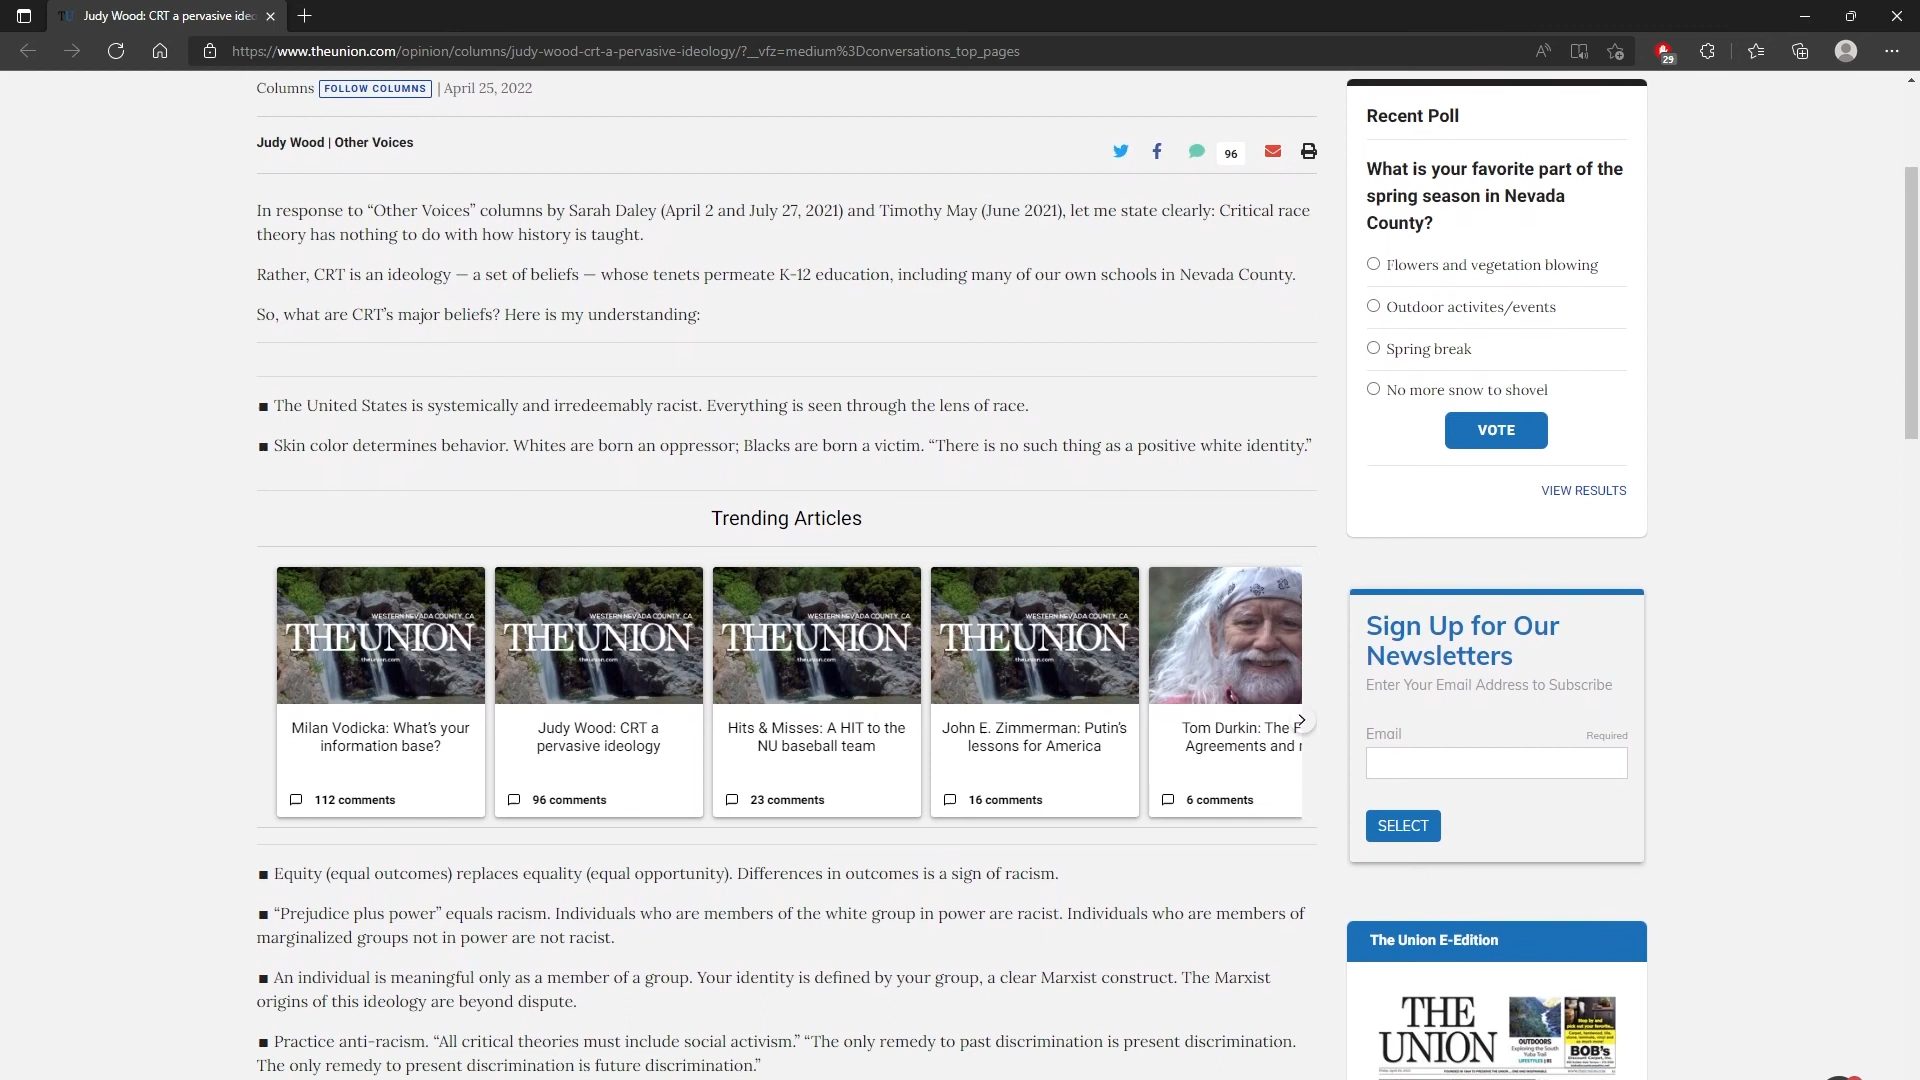 Judy Wood: CRT a pervasive ideo
https://www.theunion.com/opinion/columns/judy-wood-crt-a-pervasive-ideology/?__vfz=medium%3Dconversations_top_pages
29
Columns FOLLOW COLUMNS | April 25, 2022
Judy Wood | Other Voices
96
In response to “Other Voices” columns by Sarah Daley (April 2 and July 27, 2021) and Timothy May (June 2021), let me state clearly: Critical race
theory has nothing to do with how history is taught.
Rather, CRT is an ideology — a set of beliefs — whose tenets permeate K-12 education, including many of our own schools in Nevada County.
So, what are CRT’s major beliefs? Here is my understanding:
■ The United States is systemically and irredeemably racist. Everything is seen through the lens of race.
■ Skin color determines behavior. Whites are born an oppressor; Blacks are born a victim. “There is no such thing as a positive white identity.”
Trending Articles
WESTERN NEVADA COUNTY, CA
THE UNION
theunion.com
Milan Vodicka: What's your
information base?
112 comments
WESTERN NEVADA COUNTY, CA
THE UNION
theunion.com
Judy Wood: CRT a
pervasive ideology
96 comments
WESTERN NEVADA COUNTY, CA
THE UNION
theunion.com
Hits & Misses: A HIT to the
NU baseball team
23 comments
WESTERN NEVADA COUNTY, CA
THE UNION
theunion.com
John E. Zimmerman: Putin's
lessons for America
16 comments
Tom Durkin: The
Agreements and
6 comments
■ Equity (equal outcomes) replaces equality (equal opportunity). Differences in outcomes is a sign of racism.
■ “Prejudice plus power” equals racism. Individuals who are members of the white group in power are racist. Individuals who are members of
marginalized groups not in power are not racist.
■ An individual is meaningful only as a member of a group. Your identity is defined by your group, a clear Marxist construct. The Marxist
origins of this ideology are beyond dispute.
■ Practice anti-racism. “All critical theories must include social activism.” “The only remedy to past discrimination is present discrimination.
The only remedy to present discrimination is future discrimination.”
Recent Poll
What is your favorite part of the
spring season in Nevada
County?
Flowers and vegetation blowing
Outdoor activites/events
Spring break
No more snow to shovel
VOTE
VIEW RESULTS
Sign Up for Our
Newsletters
Enter Your Email Address to Subscribe
Email Required
SELECT
The Union E-Edition
THE
UNION
OUTDOORS
Exploring the South
Yuba Trail
BOB's